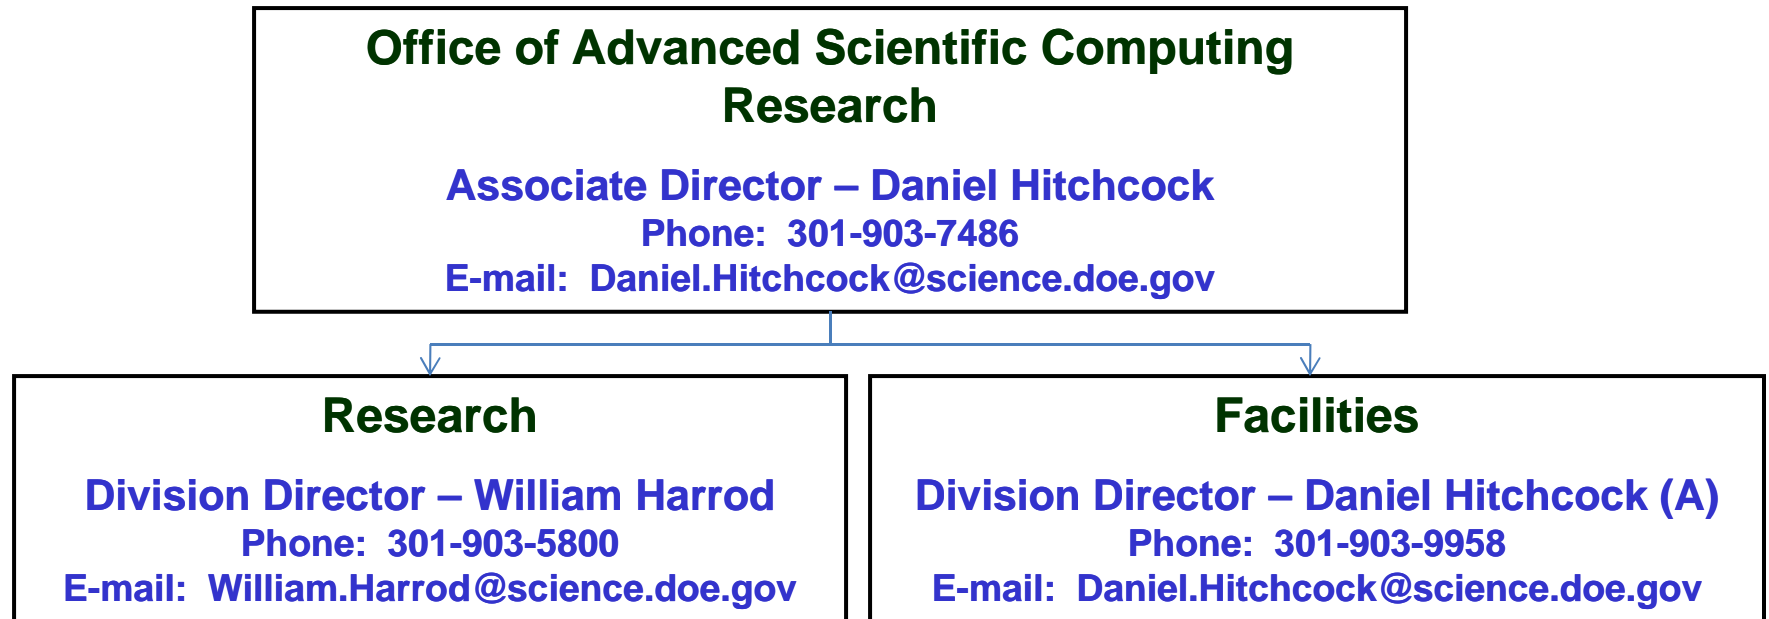 Office of Advanced Scientific Computing
Research
Associate Director – Daniel Hitchcock
Phone:  301-903-7486
E-mail:  Daniel.Hitchcock@science.doe.gov
Research
Division Director – William Harrod
Phone:  301-903-5800
E-mail:  William.Harrod@science.doe.gov
Facilities
Division Director – Daniel Hitchcock (A)
Phone:  301-903-9958
E-mail:  Daniel.Hitchcock@science.doe.gov